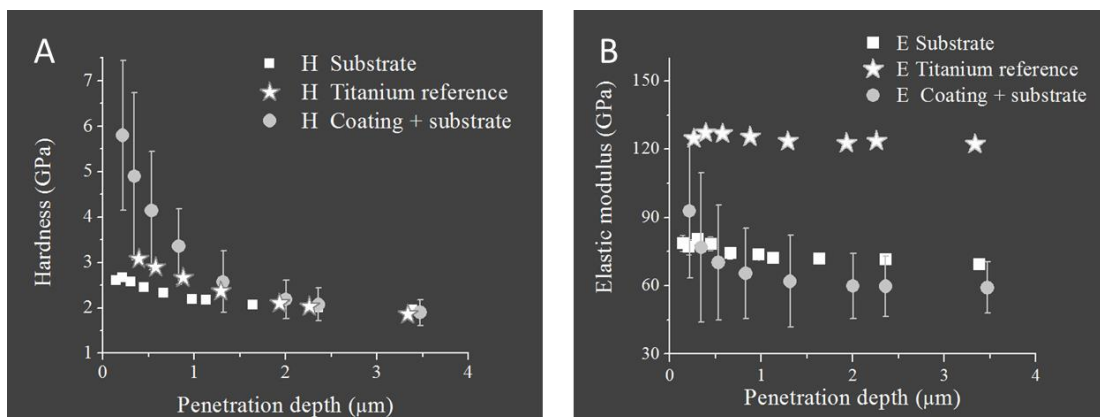 A
H Substrate
H Titanium reference
H Coating + substrate
Hardness (GPa)
7
6
5
4
3
2
1
0
1
2
3
4
Penetration depth (µm)
B
E Substrate
E Titanium reference
E Coating + substrate
Elastic modulus (GPa)
150
120
90
60
30
0
1
2
3
4
Penetration depth (µm)